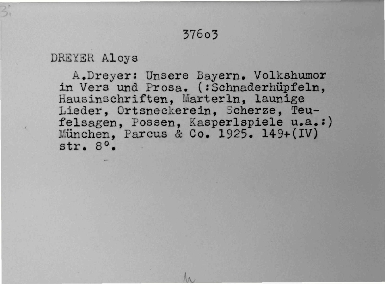 37603
DREYER Aloys
A.Dreyer: Unsere Bayern. Volkshumor
in Vers und Prosa. (:Schnaderhüpfeln,
Hausinschriften, Marterln, launige
Lieder, Ortsneckerein, Scherze, Teu-
felsagen, Possen, Kasperlspiele u.a.:)
München, Parcus & Co. 1925. 149+(IV)
str. 8°.